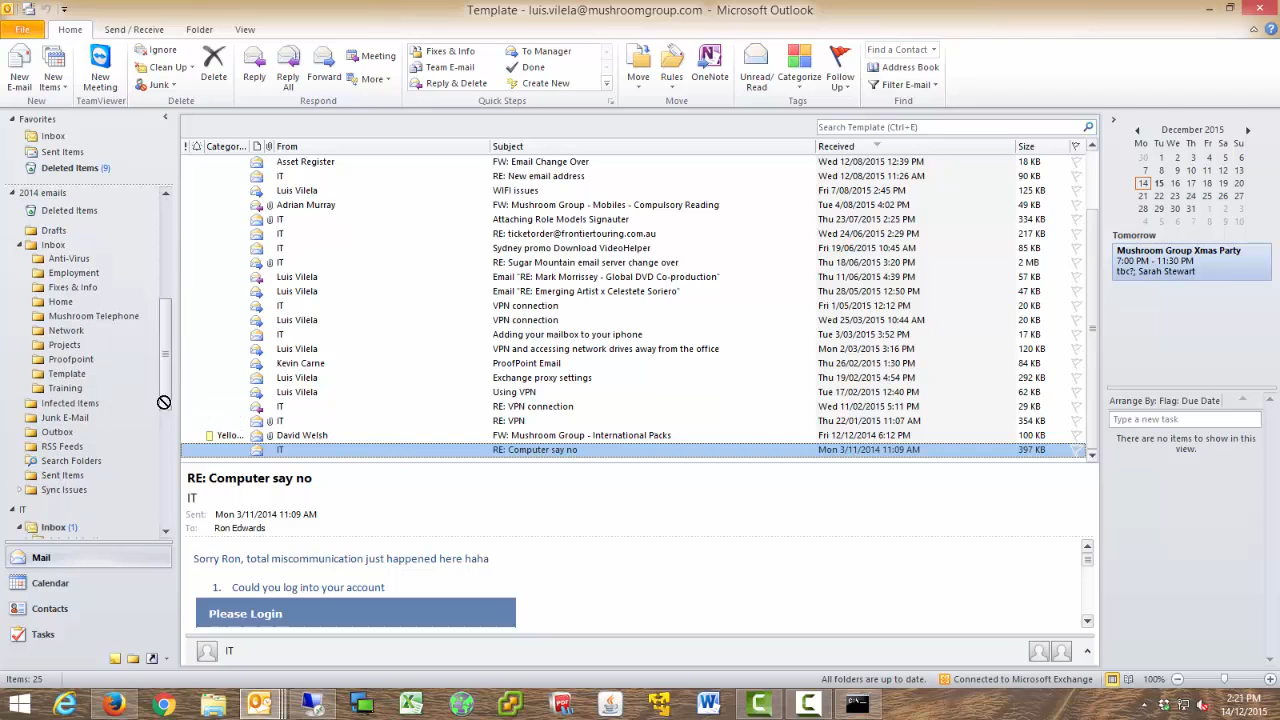 Template - luis.vilela@mushroomgroup.com - Microsoft Outlook
File Home Send / Receive Folder View
New E-mail
New Items
New
New Meeting
TeamViewer
Ignore
Clean Up
Junk
Delete
Delete
Reply
Reply All
Forward
Meeting
More
Respond
Fixes & Info
Team E-mail
Reply & Delete
To Manager
Done
Create New
Quick Steps
Move
Rules
OneNote
Move
Unread/ Read
Categorize
Follow Up
Tags
Find a Contact
Address Book
Filter E-mail
Find
Favorites
Inbox
Sent Items
Deleted Items (9)
2014 emails
Deleted Items
Drafts
Inbox
Anti-Virus
Employment
Fixes & Info
Home
Mushroom Telephone
Network
Projects
Proofpoint
Template
Training
Infected Items
Junk E-Mail
Outbox
RSS Feeds
Search Folders
Sent Items
Sync Issues
IT
Inbox (1)
Mail
Calendar
Contacts
Tasks
Search Template (Ctrl+E)
! Categor... From Subject Received Size
Asset Register FW: Email Change Over Wed 12/08/2015 12:39 PM 18 KB
IT RE: New email address Wed 12/08/2015 11:26 AM 90 KB
Luis Vilela WIFI issues Fri 7/08/2015 2:45 PM 125 KB
Adrian Murray FW: Mushroom Group - Mobiles - Compulsory Reading Tue 4/08/2015 4:02 PM 49 KB
IT Attaching Role Models Signauter Thu 23/07/2015 2:25 PM 334 KB
IT RE: ticketorder@frontiertouring.com.au Wed 24/06/2015 2:29 PM 217 KB
IT Sydney promo Download VideoHelper Fri 19/06/2015 10:45 AM 85 KB
IT RE: Sugar Mountain email server change over Thu 18/06/2015 3:20 PM 2 MB
Luis Vilela Email "RE: Mark Morrissey - Global DVD Co-production" Thu 11/06/2015 4:39 PM 57 KB
Luis Vilela Email "RE: Emerging Artist x Celestete Soriero" Thu 28/05/2015 12:50 PM 47 KB
IT VPN connection Fri 1/05/2015 12:12 PM 20 KB
Luis Vilela VPN connection Wed 25/03/2015 10:44 AM 20 KB
IT Adding your mailbox to your iphone Tue 3/03/2015 3:52 PM 17 KB
Luis Vilela VPN and accessing network drives away from the office Mon 2/03/2015 3:16 PM 20 KB
Kevin Carne ProofPoint Email Thu 26/02/2015 1:30 PM 84 KB
Luis Vilela Exchange proxy settings Thu 19/02/2015 4:54 PM 292 KB
Luis Vilela Using VPN Tue 17/02/2015 12:40 PM 62 KB
IT RE: VPN connection Wed 11/02/2015 5:11 PM 29 KB
IT RE: VPN Thu 22/01/2015 11:01 AM 354 KB
Yello... David Welsh FW: Mushroom Group - International Packs Fri 12/12/2014 6:12 PM 100 KB
IT RE: Computer say no Mon 3/11/2014 11:09 AM 397 KB
RE: Computer say no
IT
Sent: Mon 3/11/2014 11:09 AM
To: Ron Edwards
Sorry Ron, total miscommunication just happened here haha
1. Could you log into your account
Please Login
IT
December 2015
Mo Tu We Th Fr Sa Su
30 1 2 3 4 5 6
7 8 9 10 11 12 13
14 15 16 17 18 19 20
21 22 23 24 25 26 27
28 29 30 31 1 2 3
4 5 6 7 8 9 10
Tomorrow
Mushroom Group Xmas Party
7:00 PM - 11:30 PM
tbc?; Sarah Stewart
Arrange By: Flag: Due Date
Type a new task
There are no items to show in this view.
Items: 25
All folders are up to date. Connected to Microsoft Exchange 100%
2:21 PM
14/12/2015